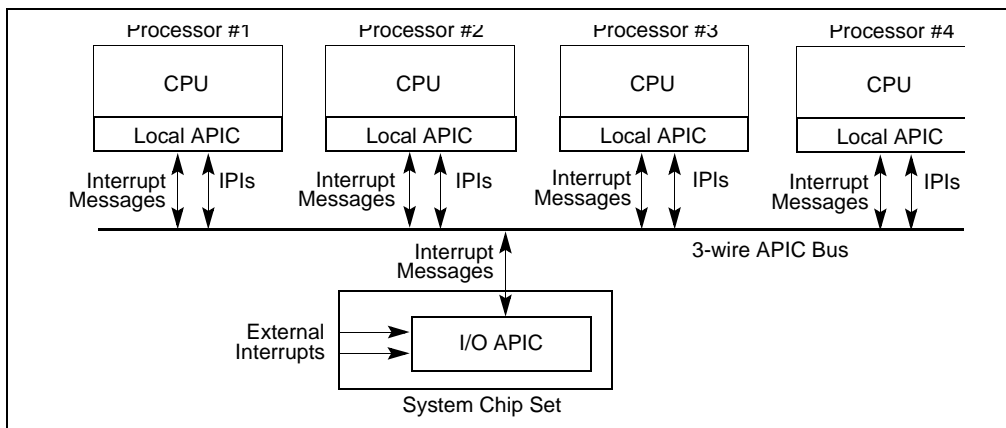 Processor #1 Processor #2 Processor #3 Processor #4
CPU CPU CPU CPU
Local APIC Local APIC Local APIC Local APIC
Interrupt
Messages
IPIs
Interrupt
Messages
IPIs
Interrupt
Messages
IPIs
Interrupt
Messages
IPIs
3-wire APIC Bus
Interrupt
Messages
External
Interrupts
I/O APIC
System Chip Set